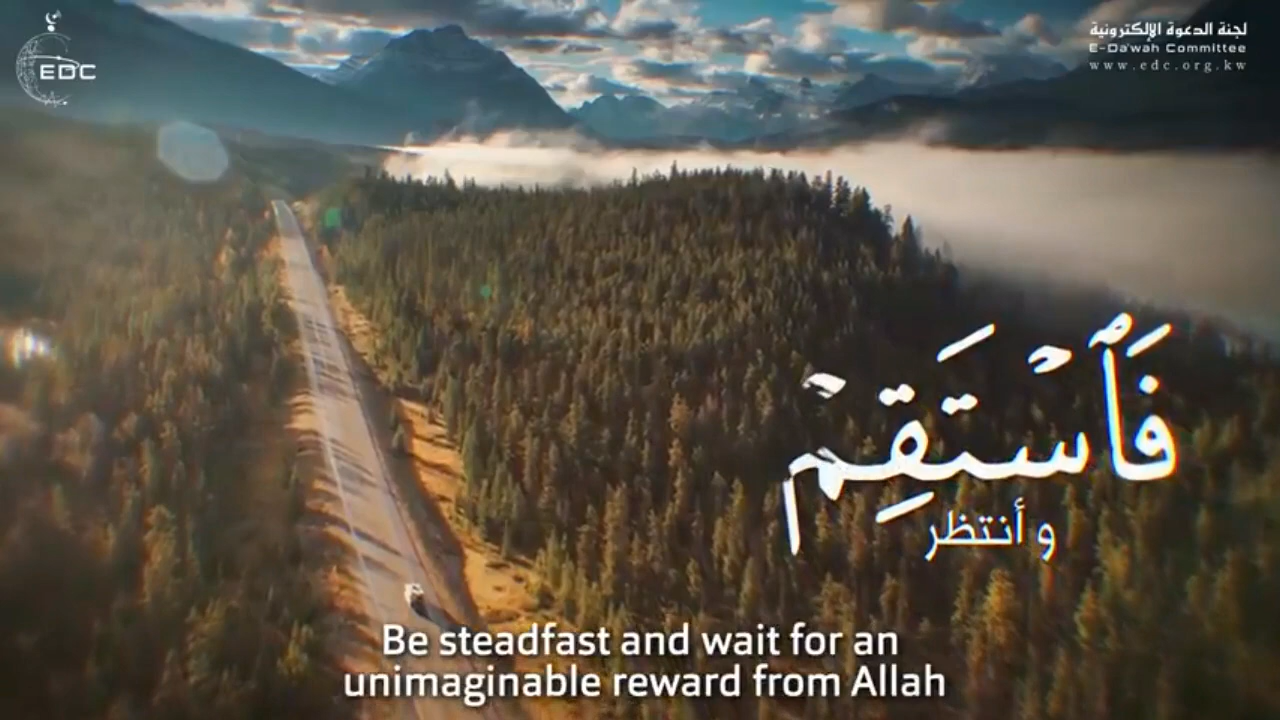 EDC
لجنة الدعوة الإلكترونية
E-Da'wah Committee
www.edc.org.kw
فَٱسْتَقِمْ
و أنتظر
Be steadfast and wait for an
unimaginable reward from Allah